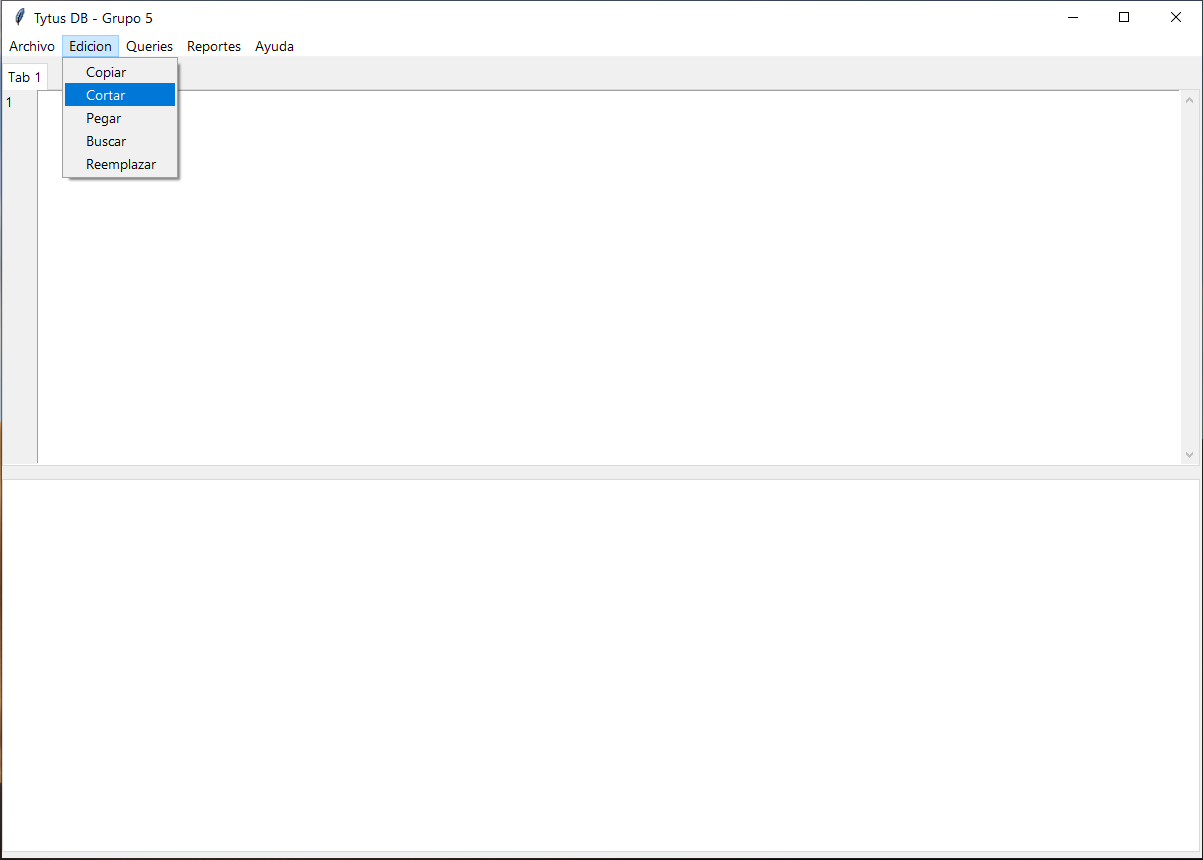 Tytus DB - Grupo 5
Archivo Edicion Queries Reportes Ayuda
Tab 1
Copiar
1
Cortar
Pegar
Buscar
Reemplazar